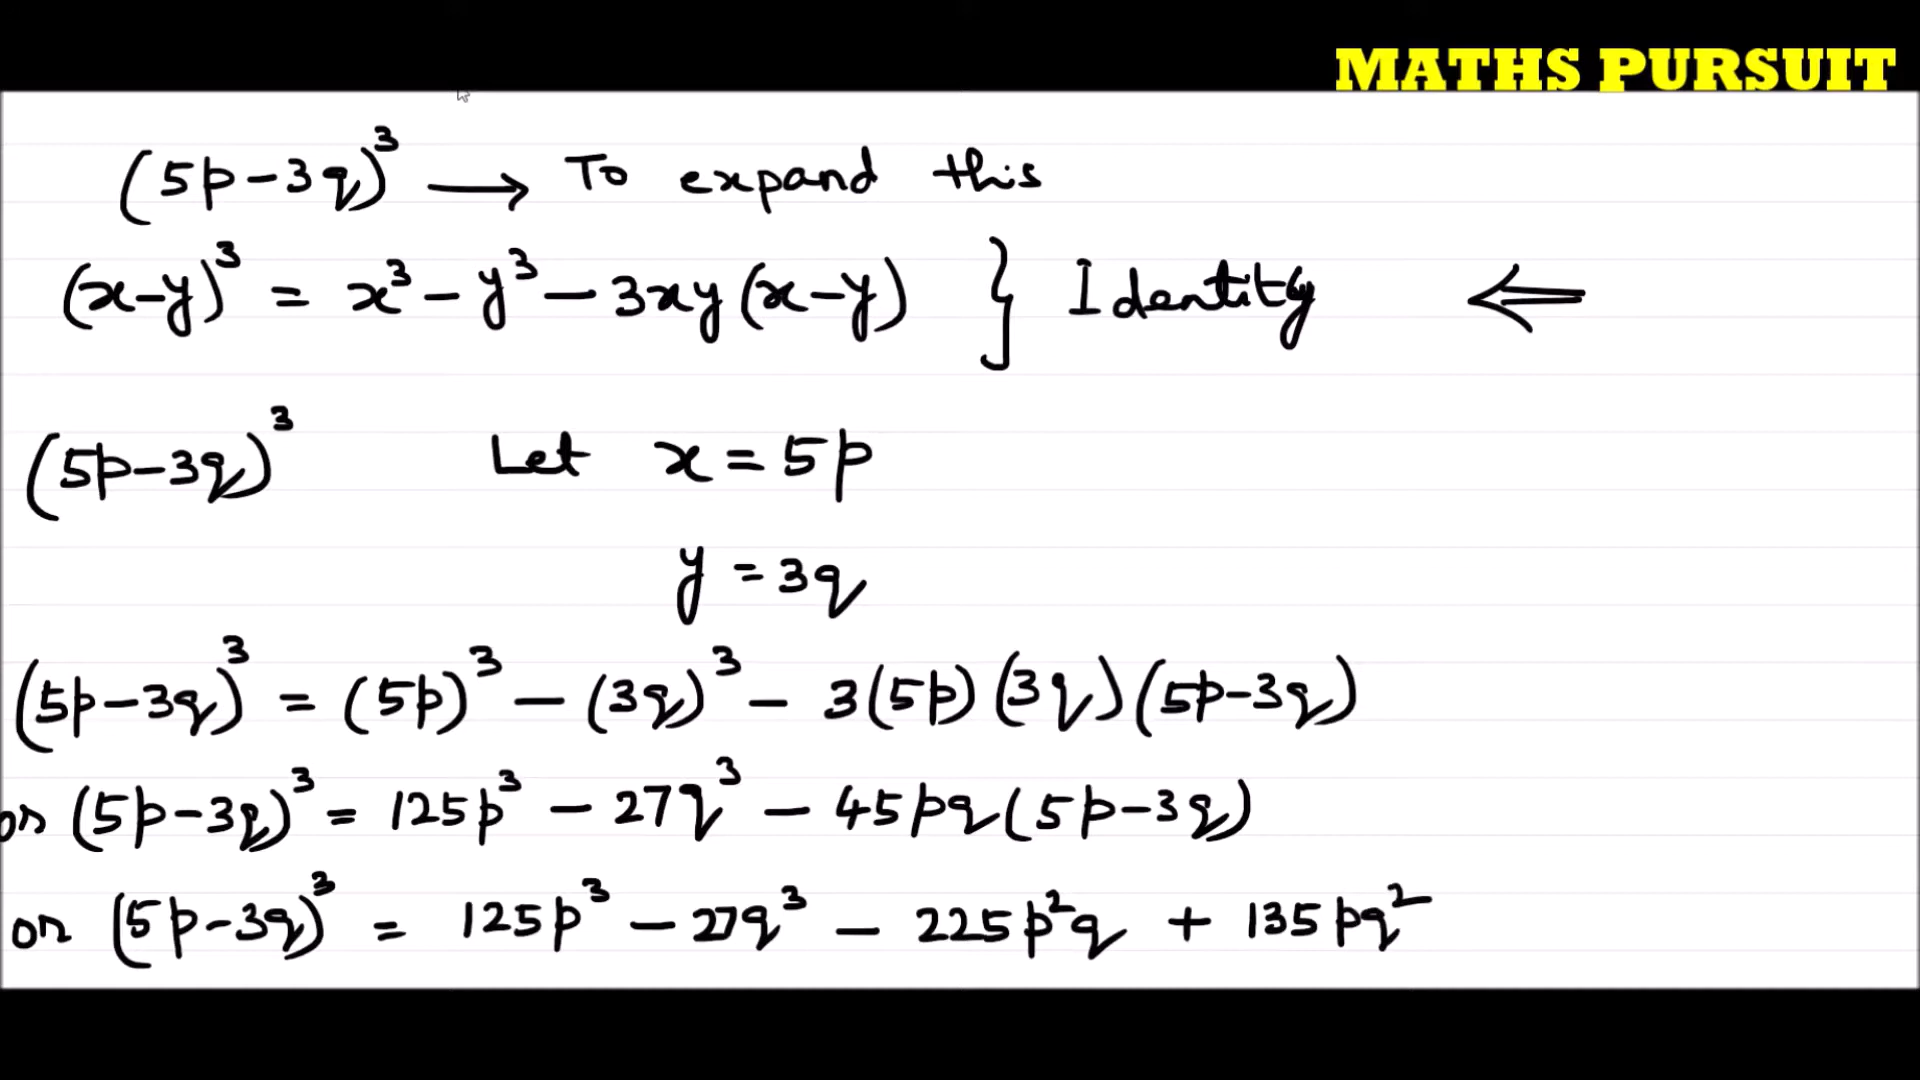 MATHS PURSUIT
(5p-3q)³ → To expand this
(x-y)³ = x³ - y³ - 3xy(x-y) } Identity ⇐
(5p-3q)³ Let x = 5p
y = 3q
(5p-3q)³ = (5p)³ - (3q)³ - 3(5p)(3q)(5p-3q)
or (5p-3q)³ = 125p³ - 27q³ - 45pq(5p-3q)
or (5p-3q)³ = 125p³ - 27q³ - 225p²q + 135pq²